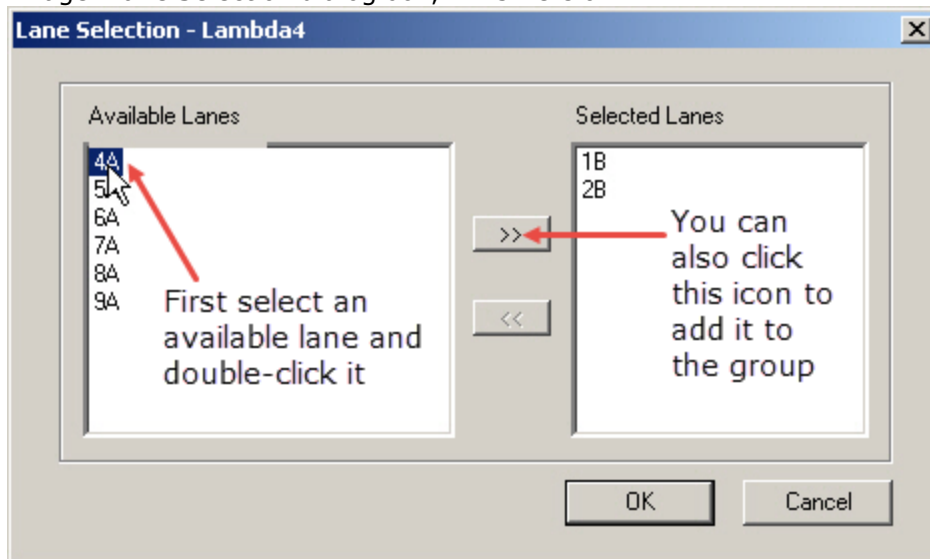 Lane Selection - Lambda4
Available Lanes
4A
6A
7A
8A
9A
First select an
available lane and
double-click it
>>
<<
Selected Lanes
1B
2B
You can
also click
this icon to
add it to
the group
OK
Cancel